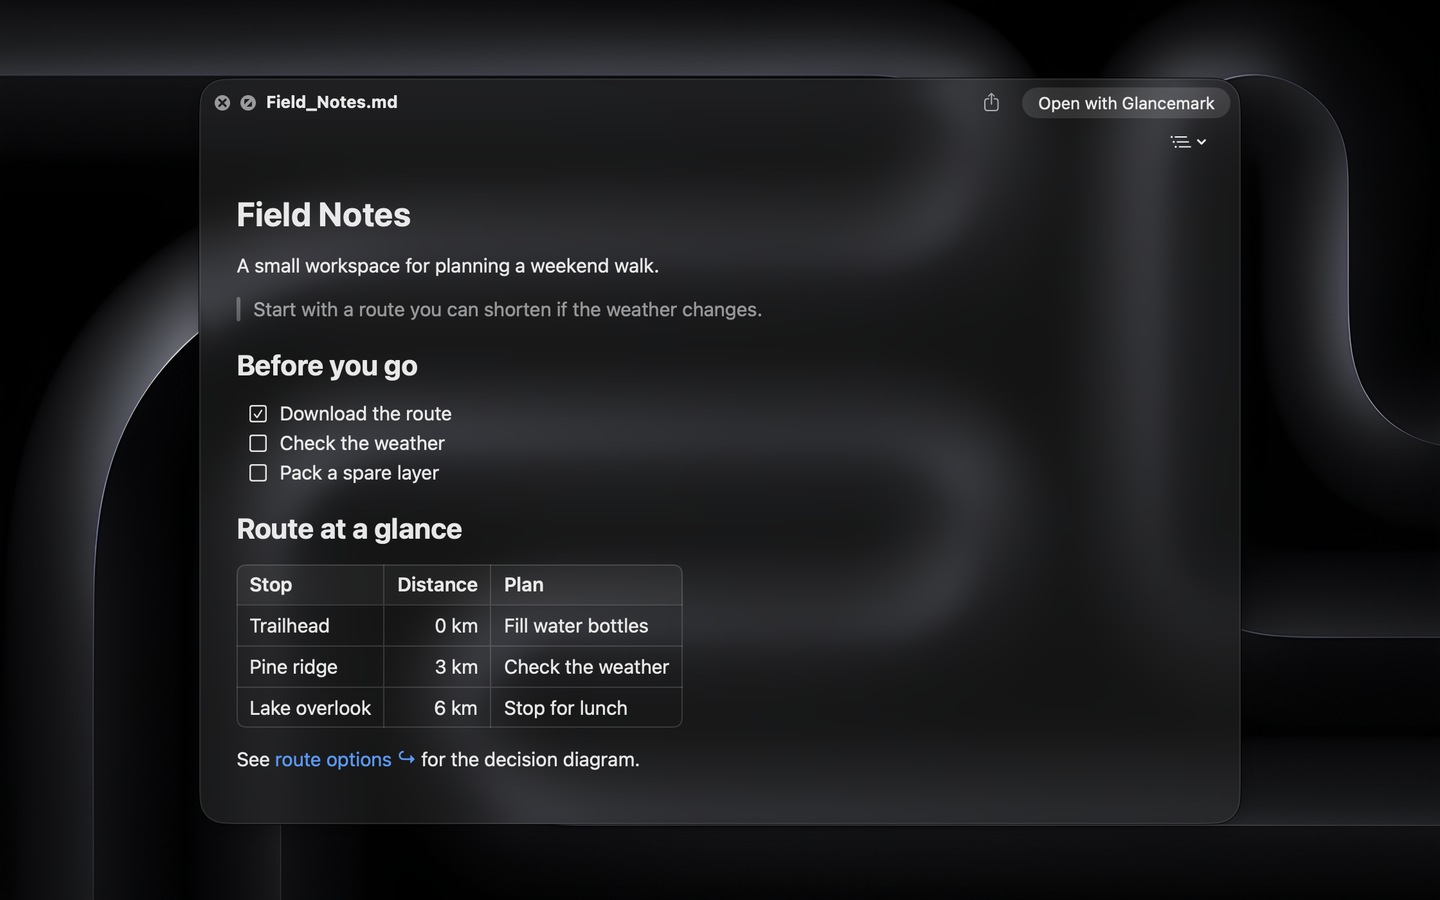 Field_Notes.md
Open with Glancemark
Field Notes
A small workspace for planning a weekend walk.
Start with a route you can shorten if the weather changes.
Before you go
Download the route
Check the weather
Pack a spare layer
Route at a glance
Stop Distance Plan
Trailhead 0 km Fill water bottles
Pine ridge 3 km Check the weather
Lake overlook 6 km Stop for lunch
See route options ↪ for the decision diagram.